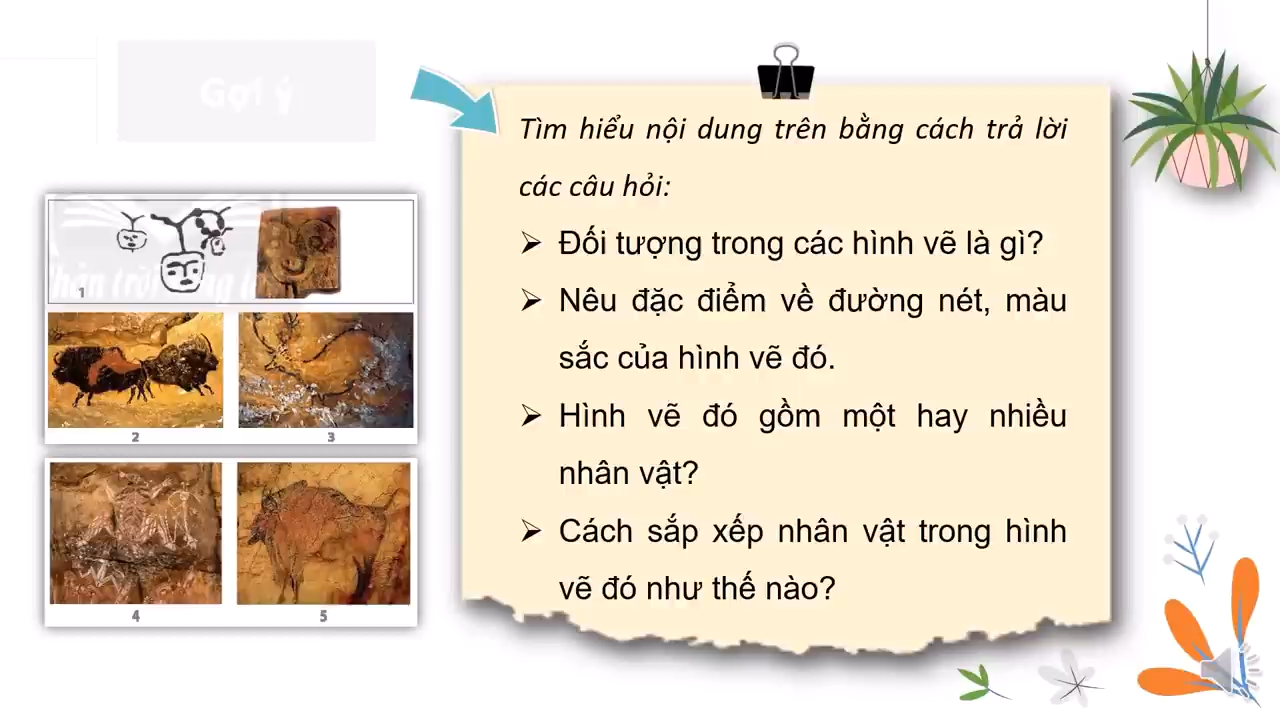 Gợi ý
Tìm hiểu nội dung trên bằng cách trả lời
các câu hỏi:
Đối tượng trong các hình vẽ là gì?
Nêu đặc điểm về đường nét, màu
sắc của hình vẽ đó.
Hình vẽ đó gồm một hay nhiều
nhân vật?
Cách sắp xếp nhân vật trong hình
vẽ đó như thế nào?
1
2
3
4
5